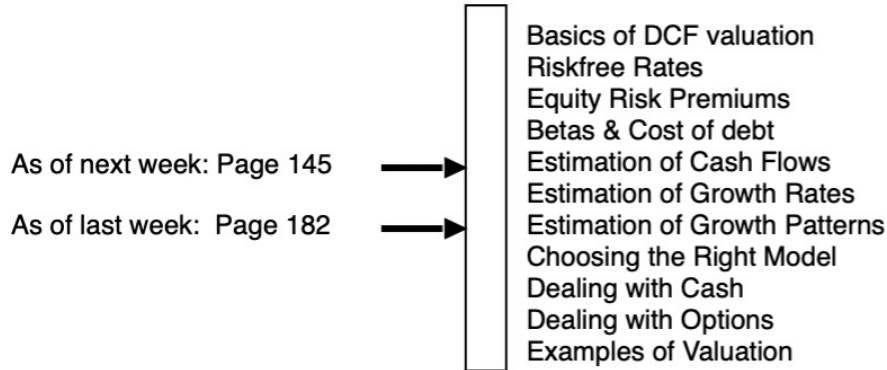 Basics of DCF valuation
Riskfree Rates
Equity Risk Premiums
Betas & Cost of debt
As of next week: Page 145
Estimation of Cash Flows
Estimation of Growth Rates
As of last week: Page 182
Estimation of Growth Patterns
Choosing the Right Model
Dealing with Cash
Dealing with Options
Examples of Valuation